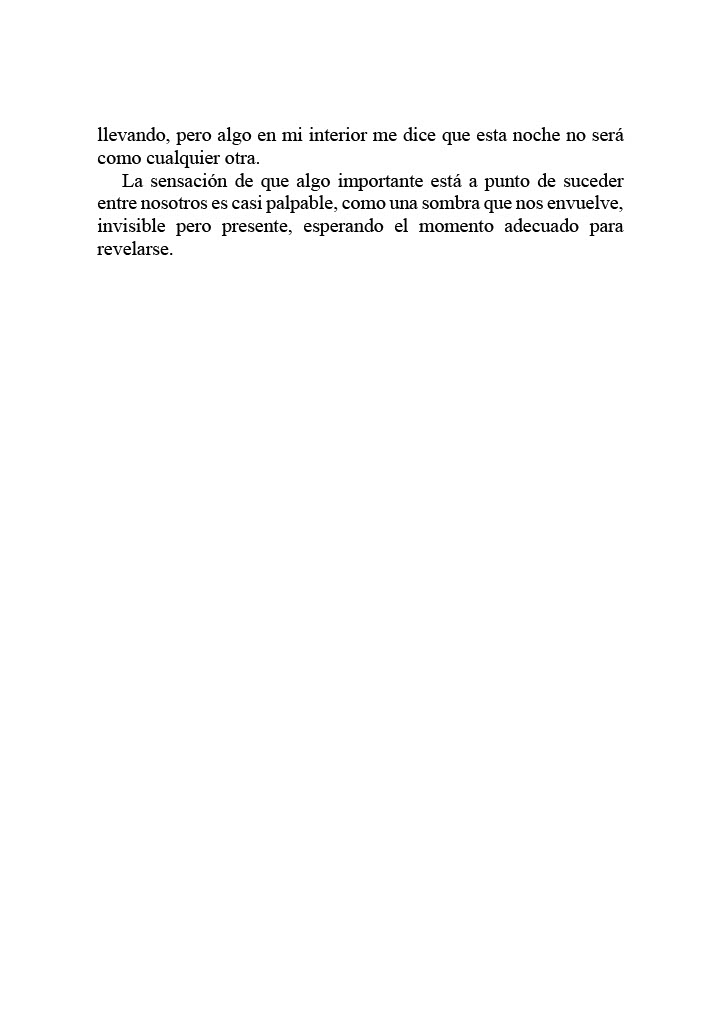 llevando, pero algo en mi interior me dice que esta noche no será
como cualquier otra.
La sensación de que algo importante está a punto de suceder
entre nosotros es casi palpable, como una sombra que nos envuelve,
invisible pero presente, esperando el momento adecuado para
revelarse.